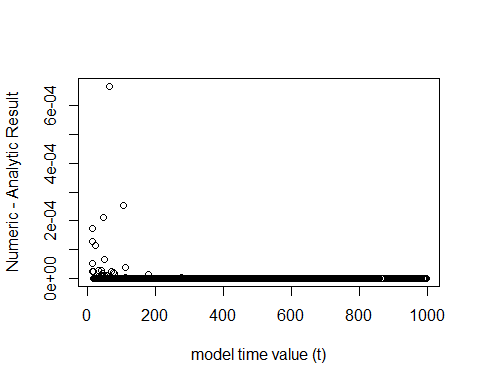 Numeric - Analytic Result
6e-04
4e-04
2e-04
0e+00
0 200 400 600 800 1000
model time value (t)